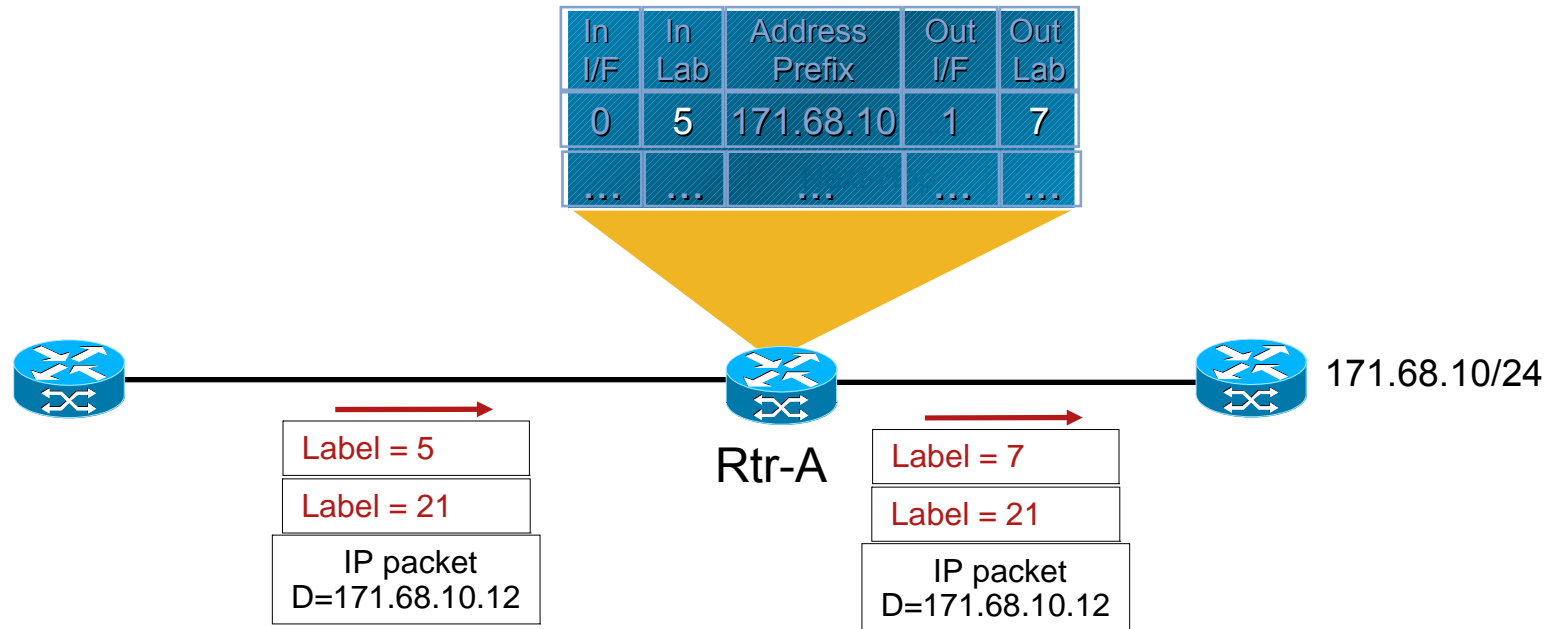 In I/F In Lab Address Prefix Out I/F Out Lab
0 5 171.68.10 1 7
... ... ... ... ...
171.68.10/24
Rtr-A
Label = 5
Label = 21
IP packet
D=171.68.10.12
Label = 7
Label = 21
IP packet
D=171.68.10.12